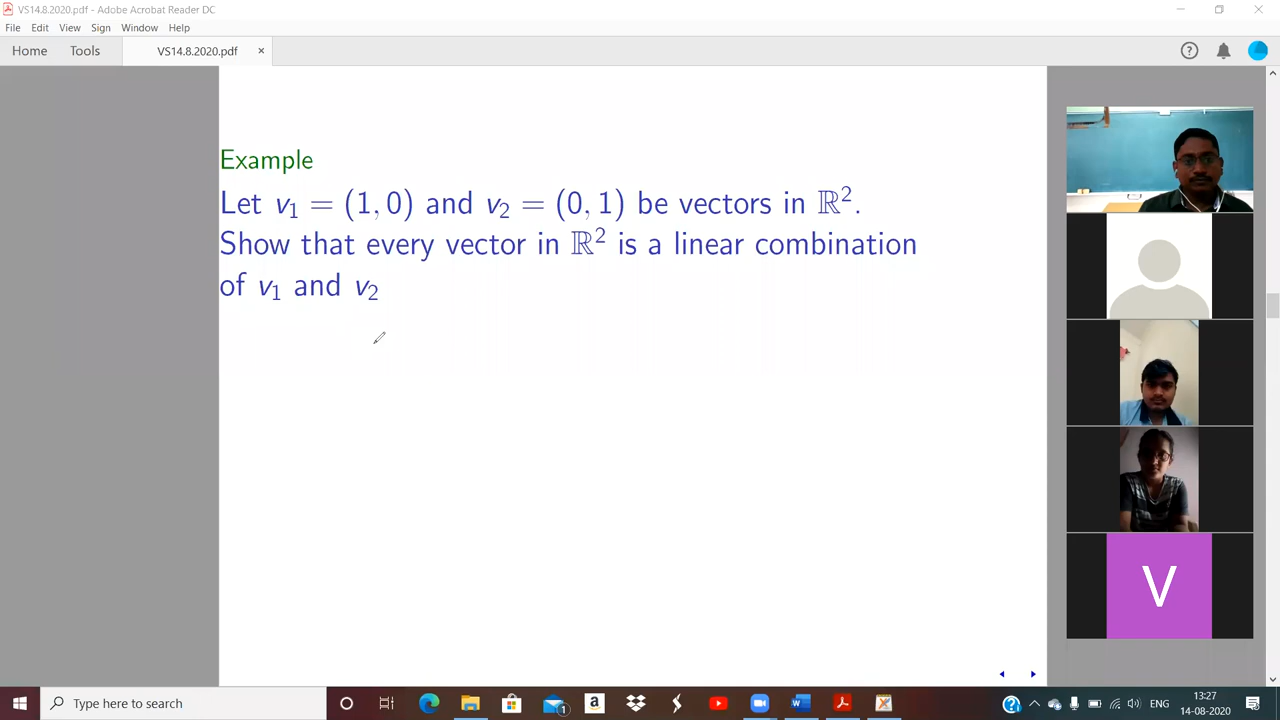 VS14.8.2020.pdf - Adobe Acrobat Reader DC
File Edit View Sign Window Help
Home Tools VS14.8.2020.pdf ×
Example
Let v₁ = (1, 0) and v₂ = (0, 1) be vectors in ℝ².
Show that every vector in ℝ² is a linear combination
of v₁ and v₂
V
Type here to search
1
ENG
13:27
14-08-2020
3